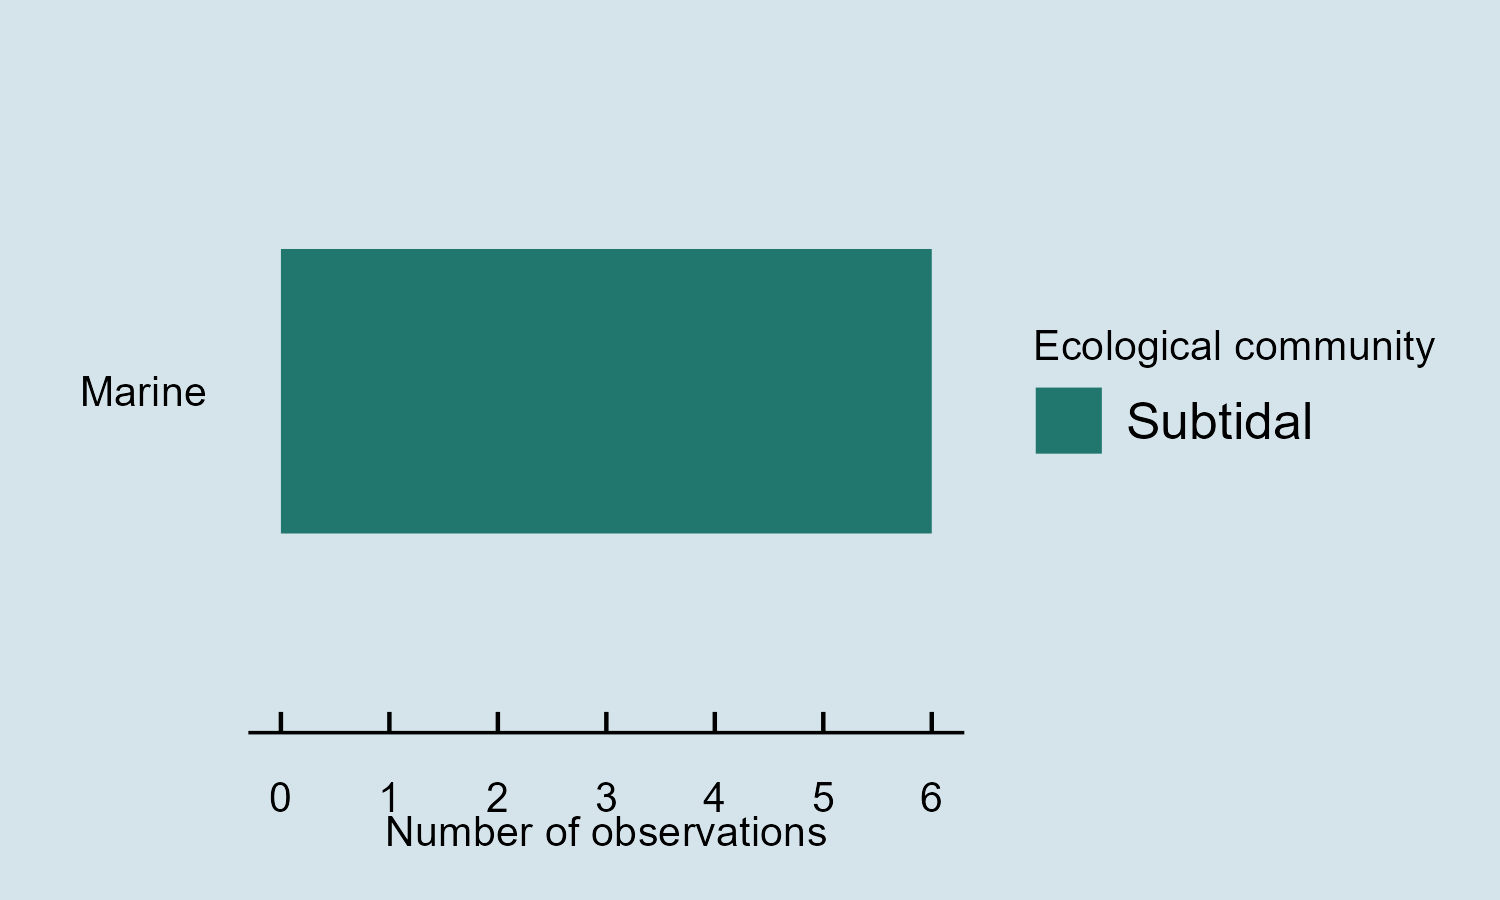 Marine
Ecological community
Subtidal
0 1 2 3 4 5 6
Number of observations